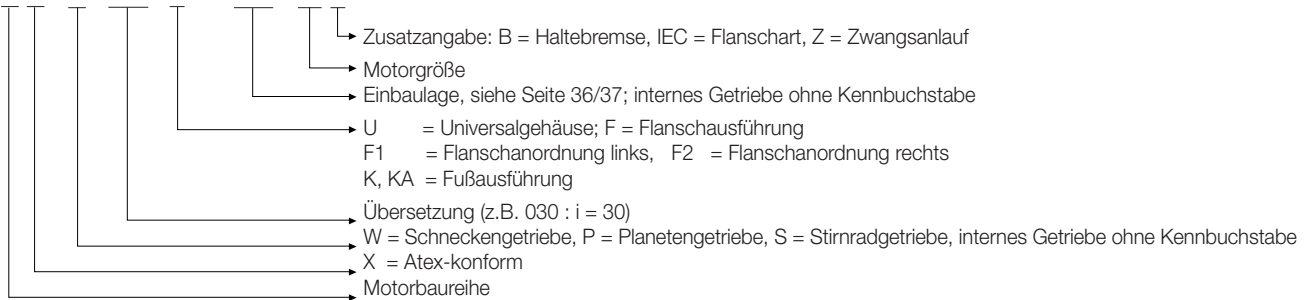 Zusatzangabe: B = Haltebremse, IEC = Flanschart, Z = Zwangsanlauf
Motorgröße
Einbaulage, siehe Seite 36/37; internes Getriebe ohne Kennbuchstabe
U = Universalgehäuse; F = Flanschausführung
F1 = Flanschanordnung links, F2 = Flanschanordnung rechts
K, KA = Fußausführung
Übersetzung (z.B. 030 : i = 30)
W = Schneckengetriebe, P = Planetengetriebe, S = Stirnradgetriebe, internes Getriebe ohne Kennbuchstabe
X = Atex-konform
Motorbaureihe